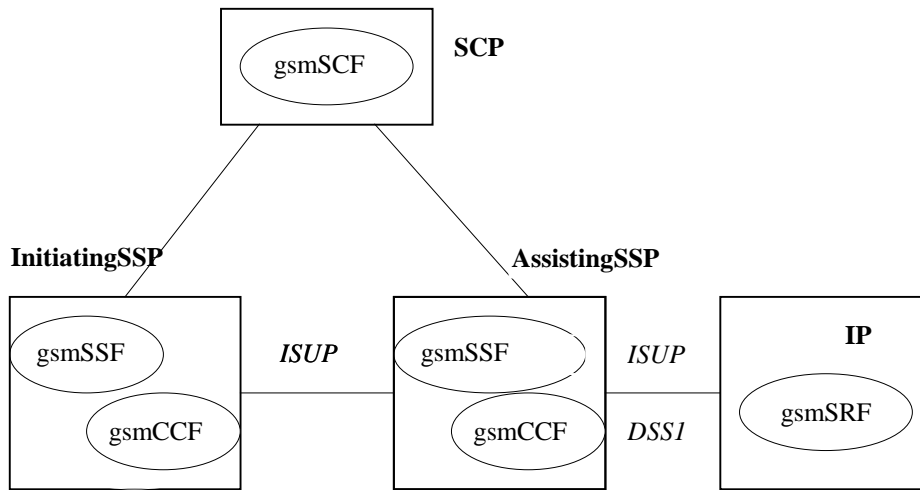 gsmSCF
SCP
InitiatingSSP
AssistingSSP
gsmSSF
gsmCCF
ISUP
gsmSSF
gsmCCF
ISUP
DSS1
IP
gsmSRF